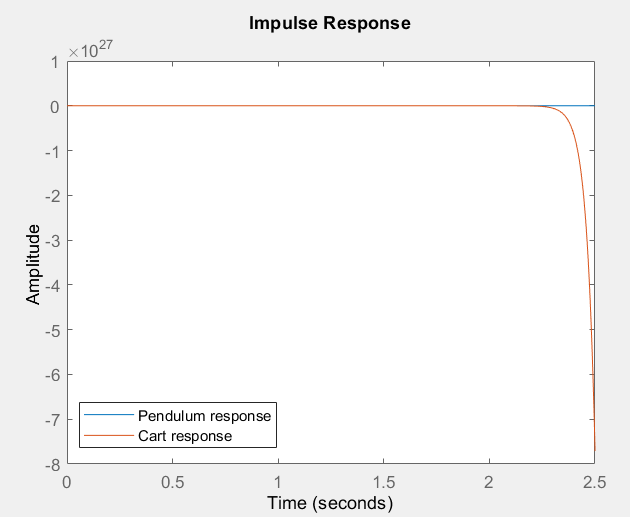 Impulse Response
×10^27
1
0
-1
-2
-3
-4
-5
-6
-7
-8
Amplitude
Pendulum response
Cart response
0 0.5 1 1.5 2 2.5
Time (seconds)